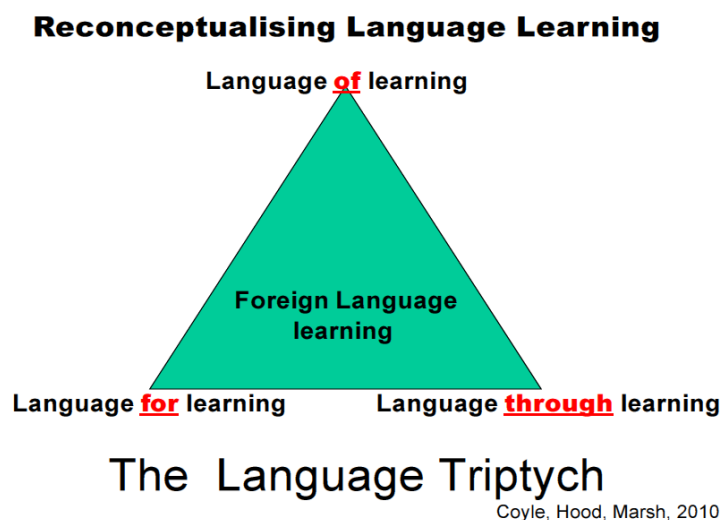 Reconceptualising Language Learning
Language of learning
Foreign Language
learning
Language for learning
Language through learning
The Language Triptych
Coyle, Hood, Marsh, 2010